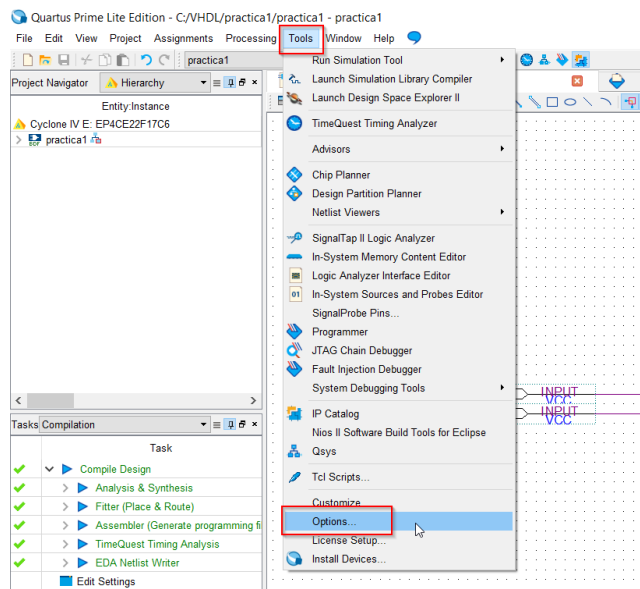 Quartus Prime Lite Edition - C:/VHDL/practica1/practica1 - practica1
File Edit View Project Assignments Processing Tools Window Help
practica1
Project Navigator Hierarchy
Entity:Instance
Cyclone IV E: EP4CE22F17C6
BDF practica1
Run Simulation Tool
Launch Simulation Library Compiler
Launch Design Space Explorer II
TimeQuest Timing Analyzer
Advisors
Chip Planner
Design Partition Planner
Netlist Viewers
SignalTap II Logic Analyzer
In-System Memory Content Editor
Logic Analyzer Interface Editor
01 In-System Sources and Probes Editor
SignalProbe Pins...
Programmer
JTAG Chain Debugger
Fault Injection Debugger
System Debugging Tools
IP Catalog
Nios II Software Build Tools for Eclipse
Qsys
Tcl Scripts...
Customize
Options...
License Setup...
Install Devices...
INPUT
VCC
INPUT
VCC
Tasks Compilation
Task
Compile Design
Analysis & Synthesis
Fitter (Place & Route)
Assembler (Generate programming fi
TimeQuest Timing Analysis
EDA Netlist Writer
Edit Settings